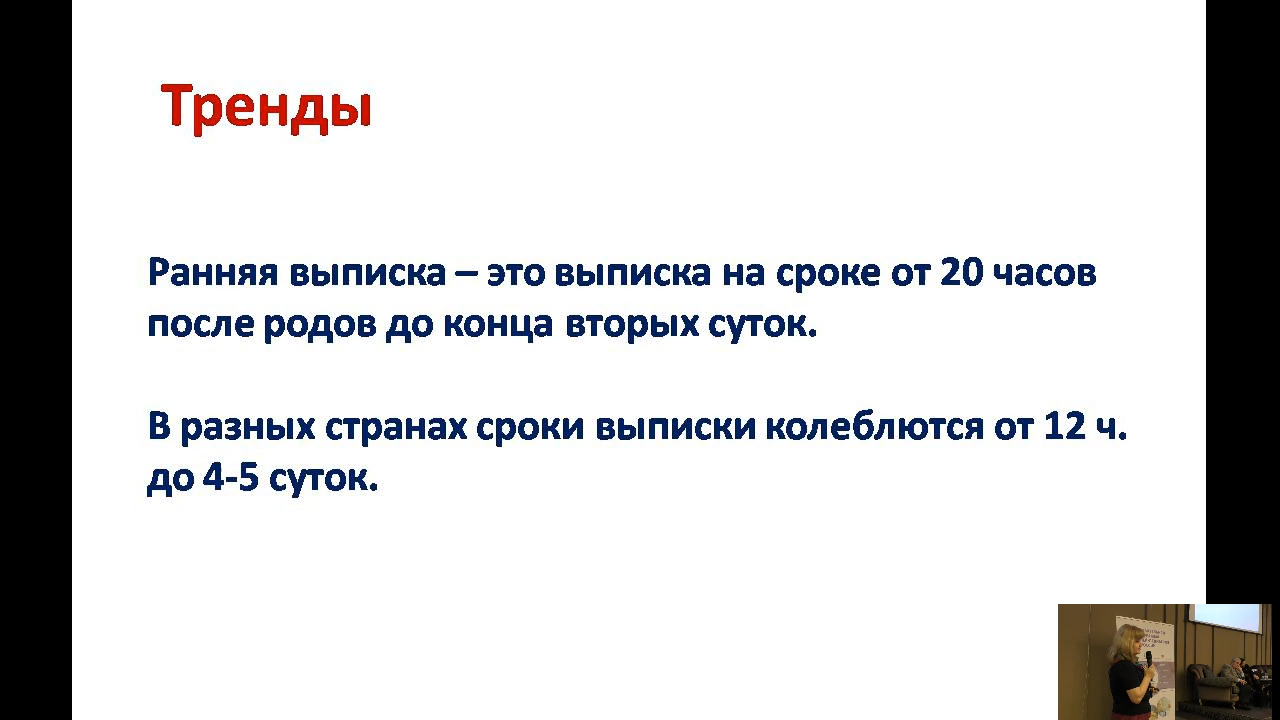 Тренды
Ранняя выписка – это выписка на сроке от 20 часов
после родов до конца вторых суток.
В разных странах сроки выписки колеблются от 12 ч.
до 4-5 суток.